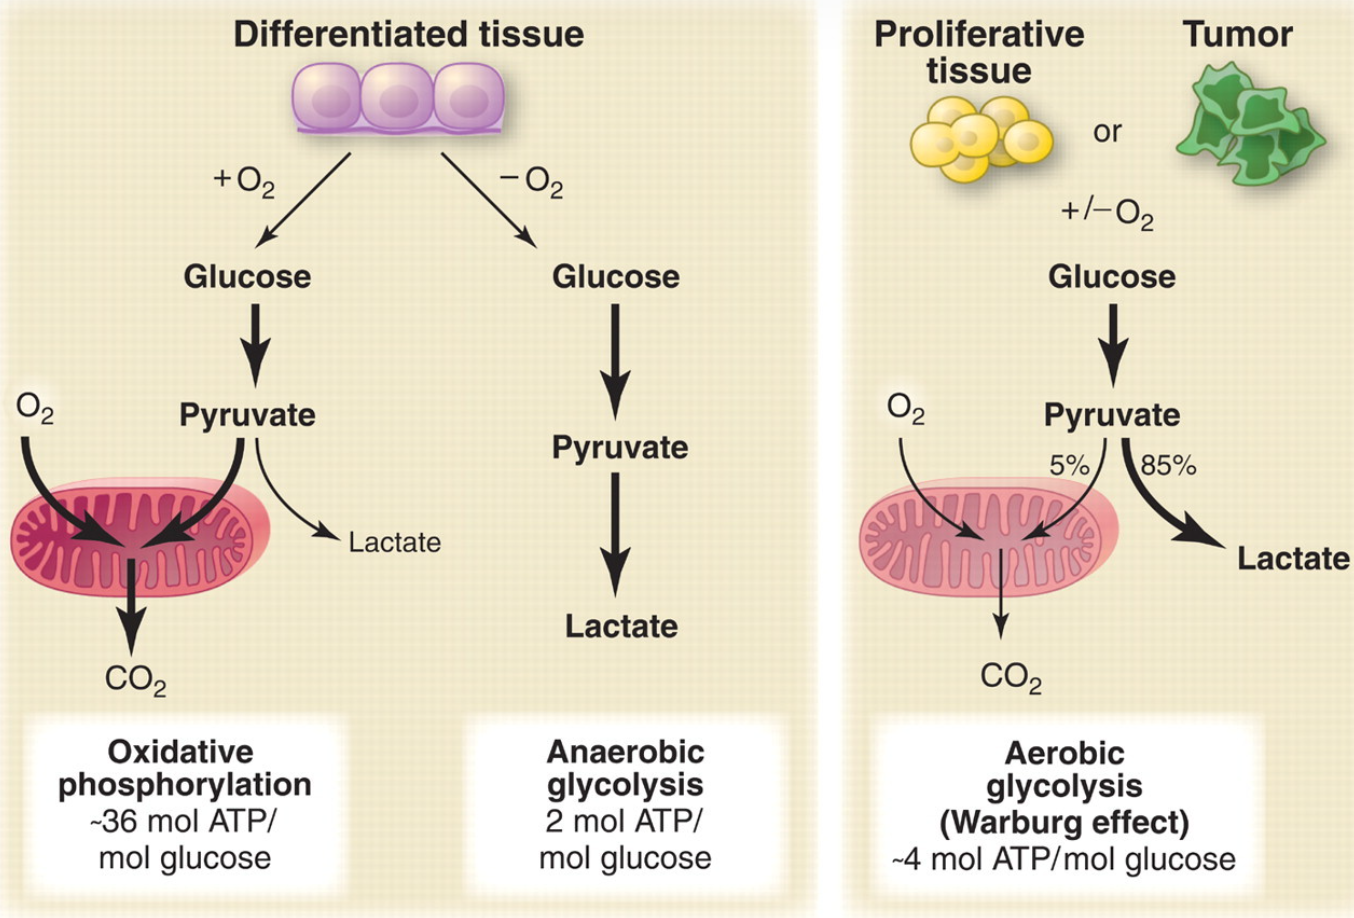 Differentiated tissue
+O₂
−O₂
Glucose
Glucose
O₂
Pyruvate
Pyruvate
Lactate
Lactate
CO₂
Oxidative
phosphorylation
~36 mol ATP/
mol glucose
Anaerobic
glycolysis
2 mol ATP/
mol glucose
Proliferative
tissue
or
Tumor
+/−O₂
Glucose
O₂
Pyruvate
5%
85%
Lactate
CO₂
Aerobic
glycolysis
(Warburg effect)
~4 mol ATP/mol glucose